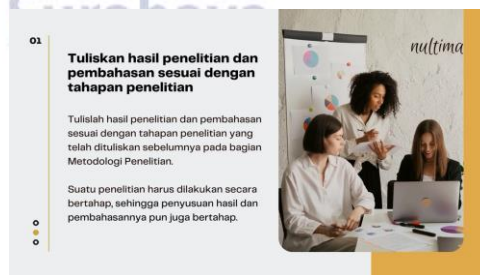 Surabaya
01
Tuliskan hasil penelitian dan
pembahasan sesuai dengan
tahapan penelitian
Tulislah hasil penelitian dan pembahasan
sesuai dengan tahapan penelitian yang
telah dituliskan sebelumnya pada bagian
Metodologi Penelitian.
Suatu penelitian harus dilakukan secara
bertahap, sehingga penyusuan hasil dan
pembahasannya pun juga bertahap.
nultima